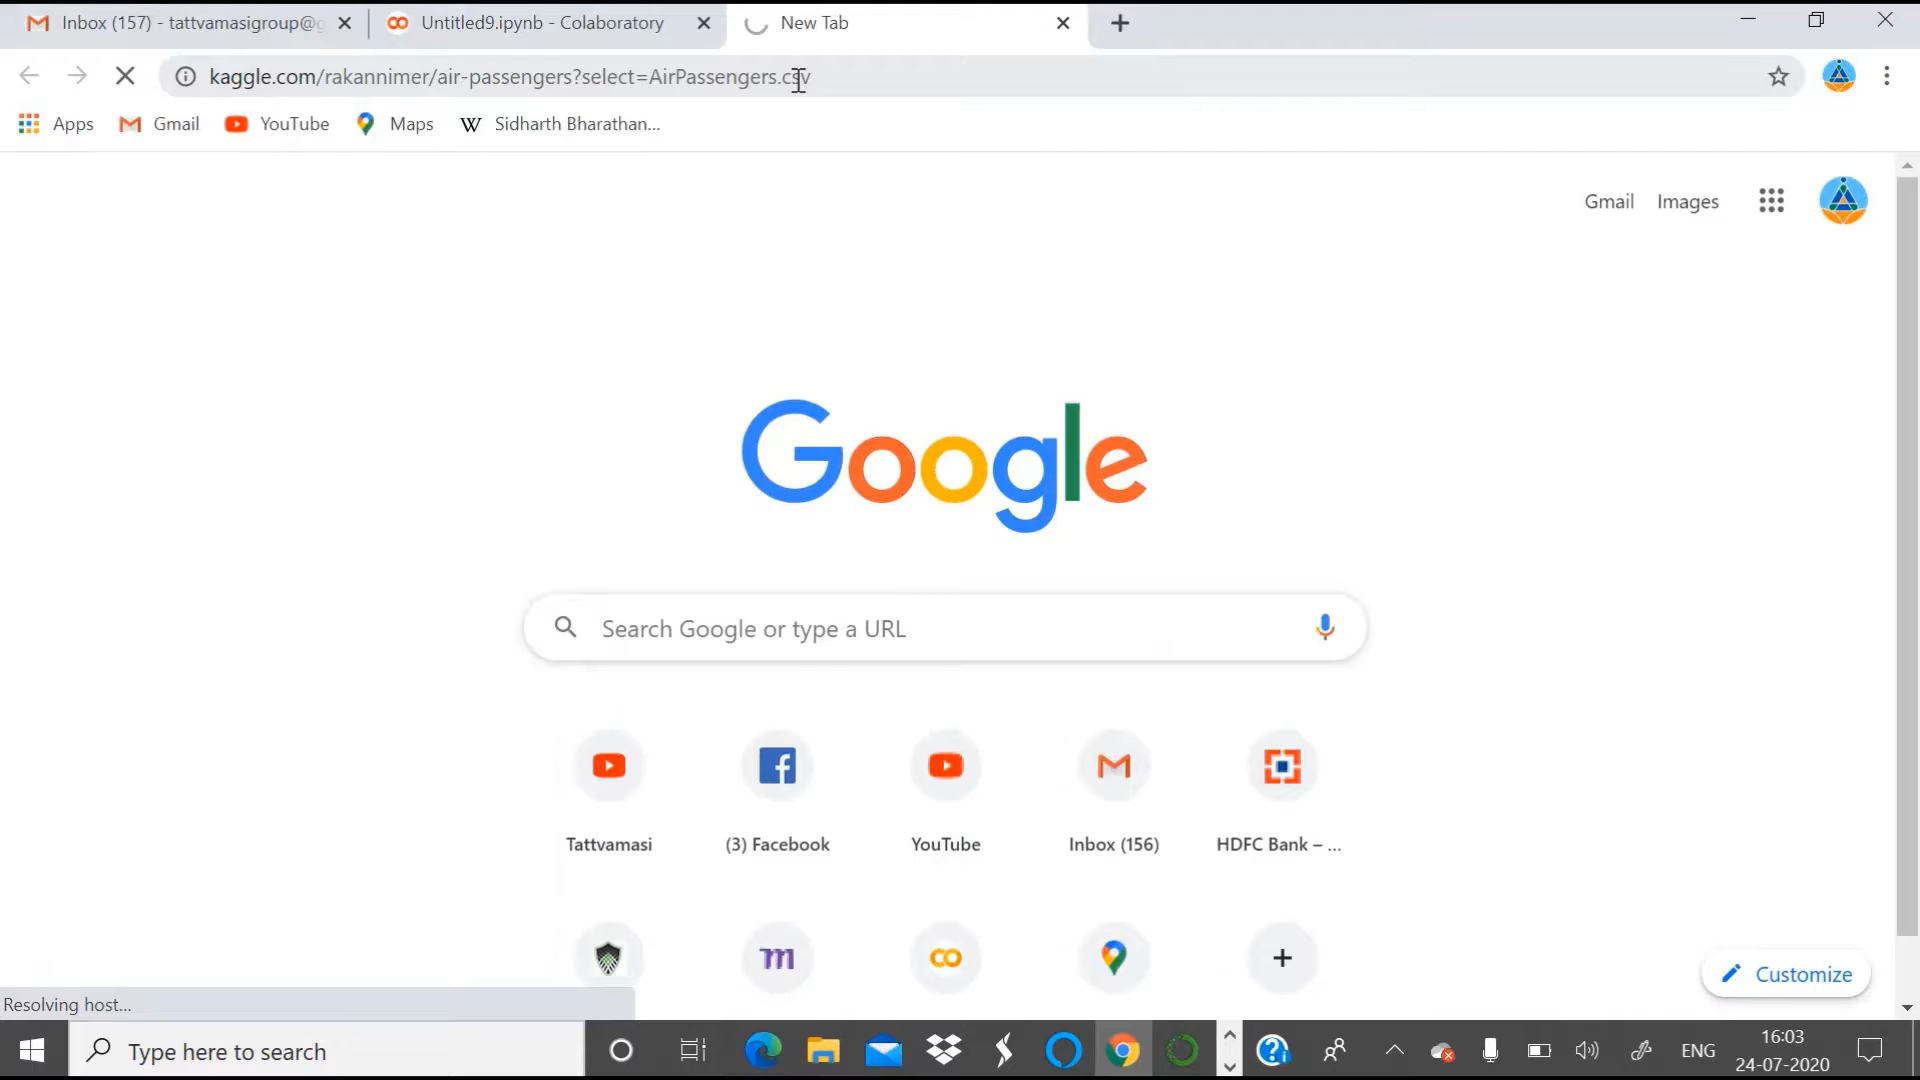 Inbox (157) - tattvamasigroup@g
Untitled9.ipynb - Colaboratory
New Tab
kaggle.com/rakannimer/air-passengers?select=AirPassengers.csv
Apps
Gmail
YouTube
Maps
W
Sidharth Bharathan...
Gmail
Images
Google
Search Google or type a URL
Tattvamasi
(3) Facebook
YouTube
Inbox (156)
HDFC Bank – ...
m
Customize
Resolving host...
Type here to search
ENG
16:03
24-07-2020